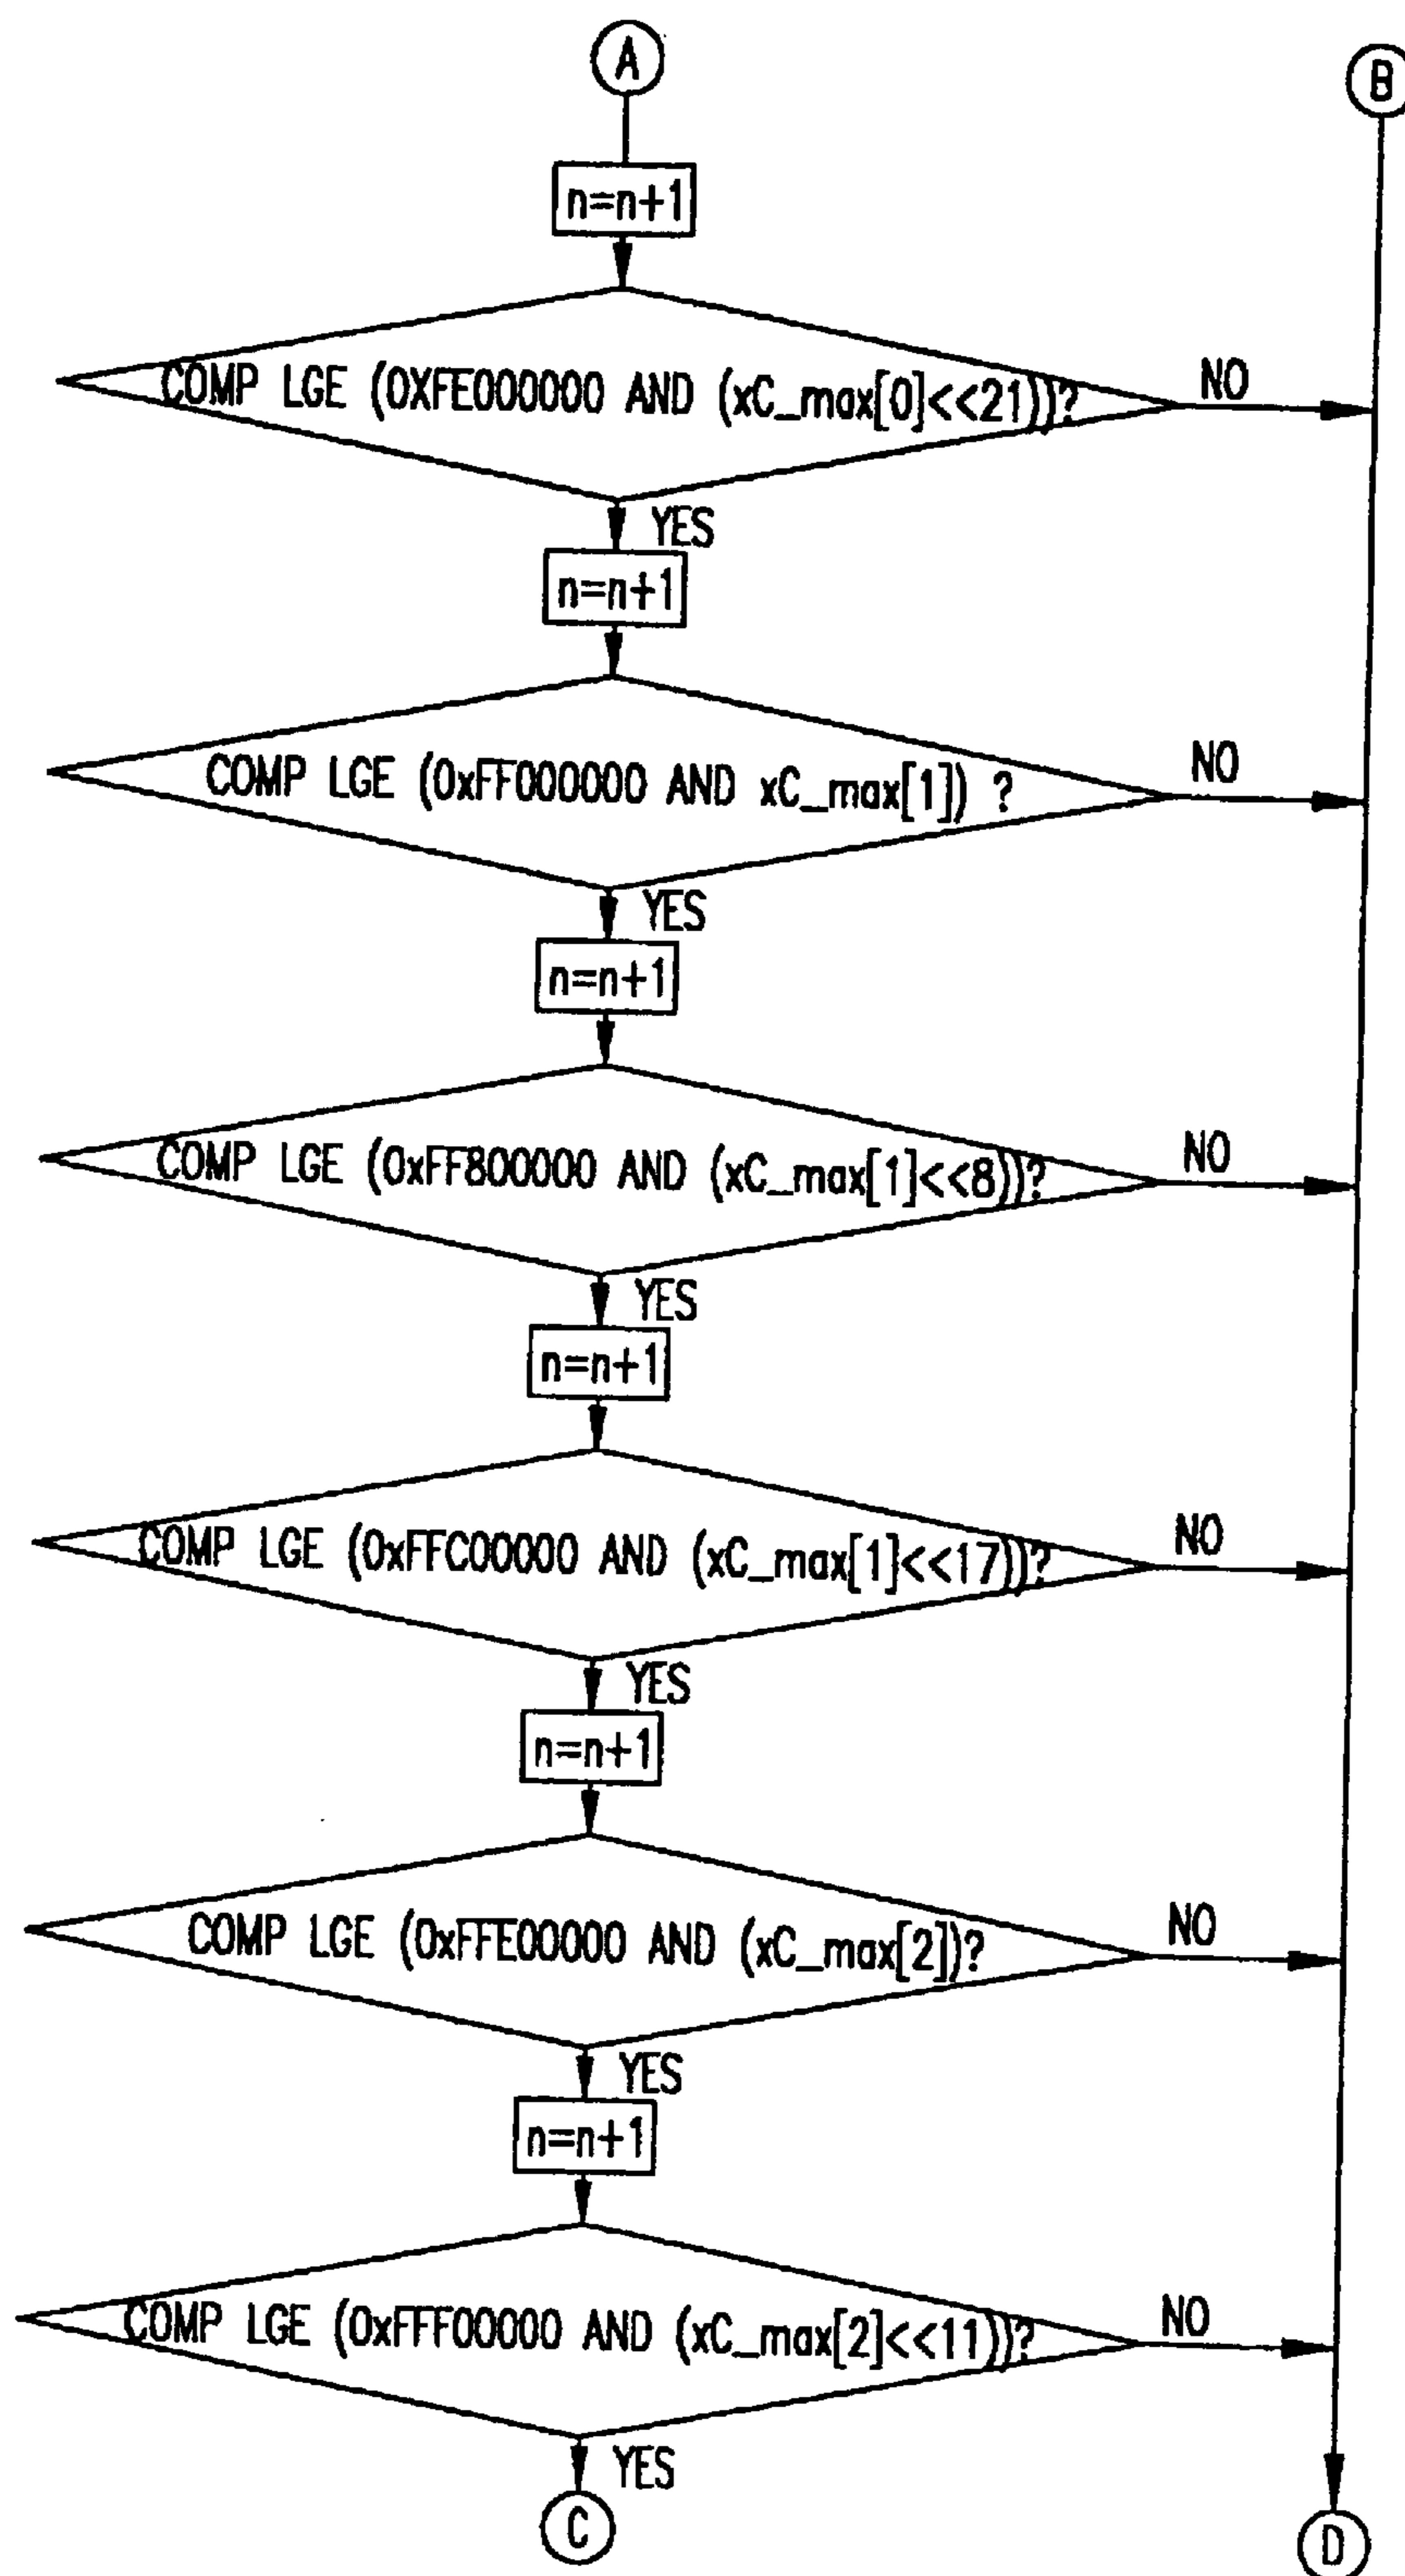 A
B
n=n+1
COMP LGE (0XFE000000 AND (xC_max[0]<<21))?
NO
YES
n=n+1
COMP LGE (0xFF000000 AND xC_max[1]) ?
NO
YES
n=n+1
COMP LGE (0xFF800000 AND (xC_max[1]<<8))?
NO
YES
n=n+1
COMP LGE (0xFFC00000 AND (xC_max[1]<<17))?
NO
YES
n=n+1
COMP LGE (0xFFE00000 AND (xC_max[2])?
NO
YES
n=n+1
COMP LGE (0xFFF00000 AND (xC_max[2]<<11))?
NO
YES
C
D